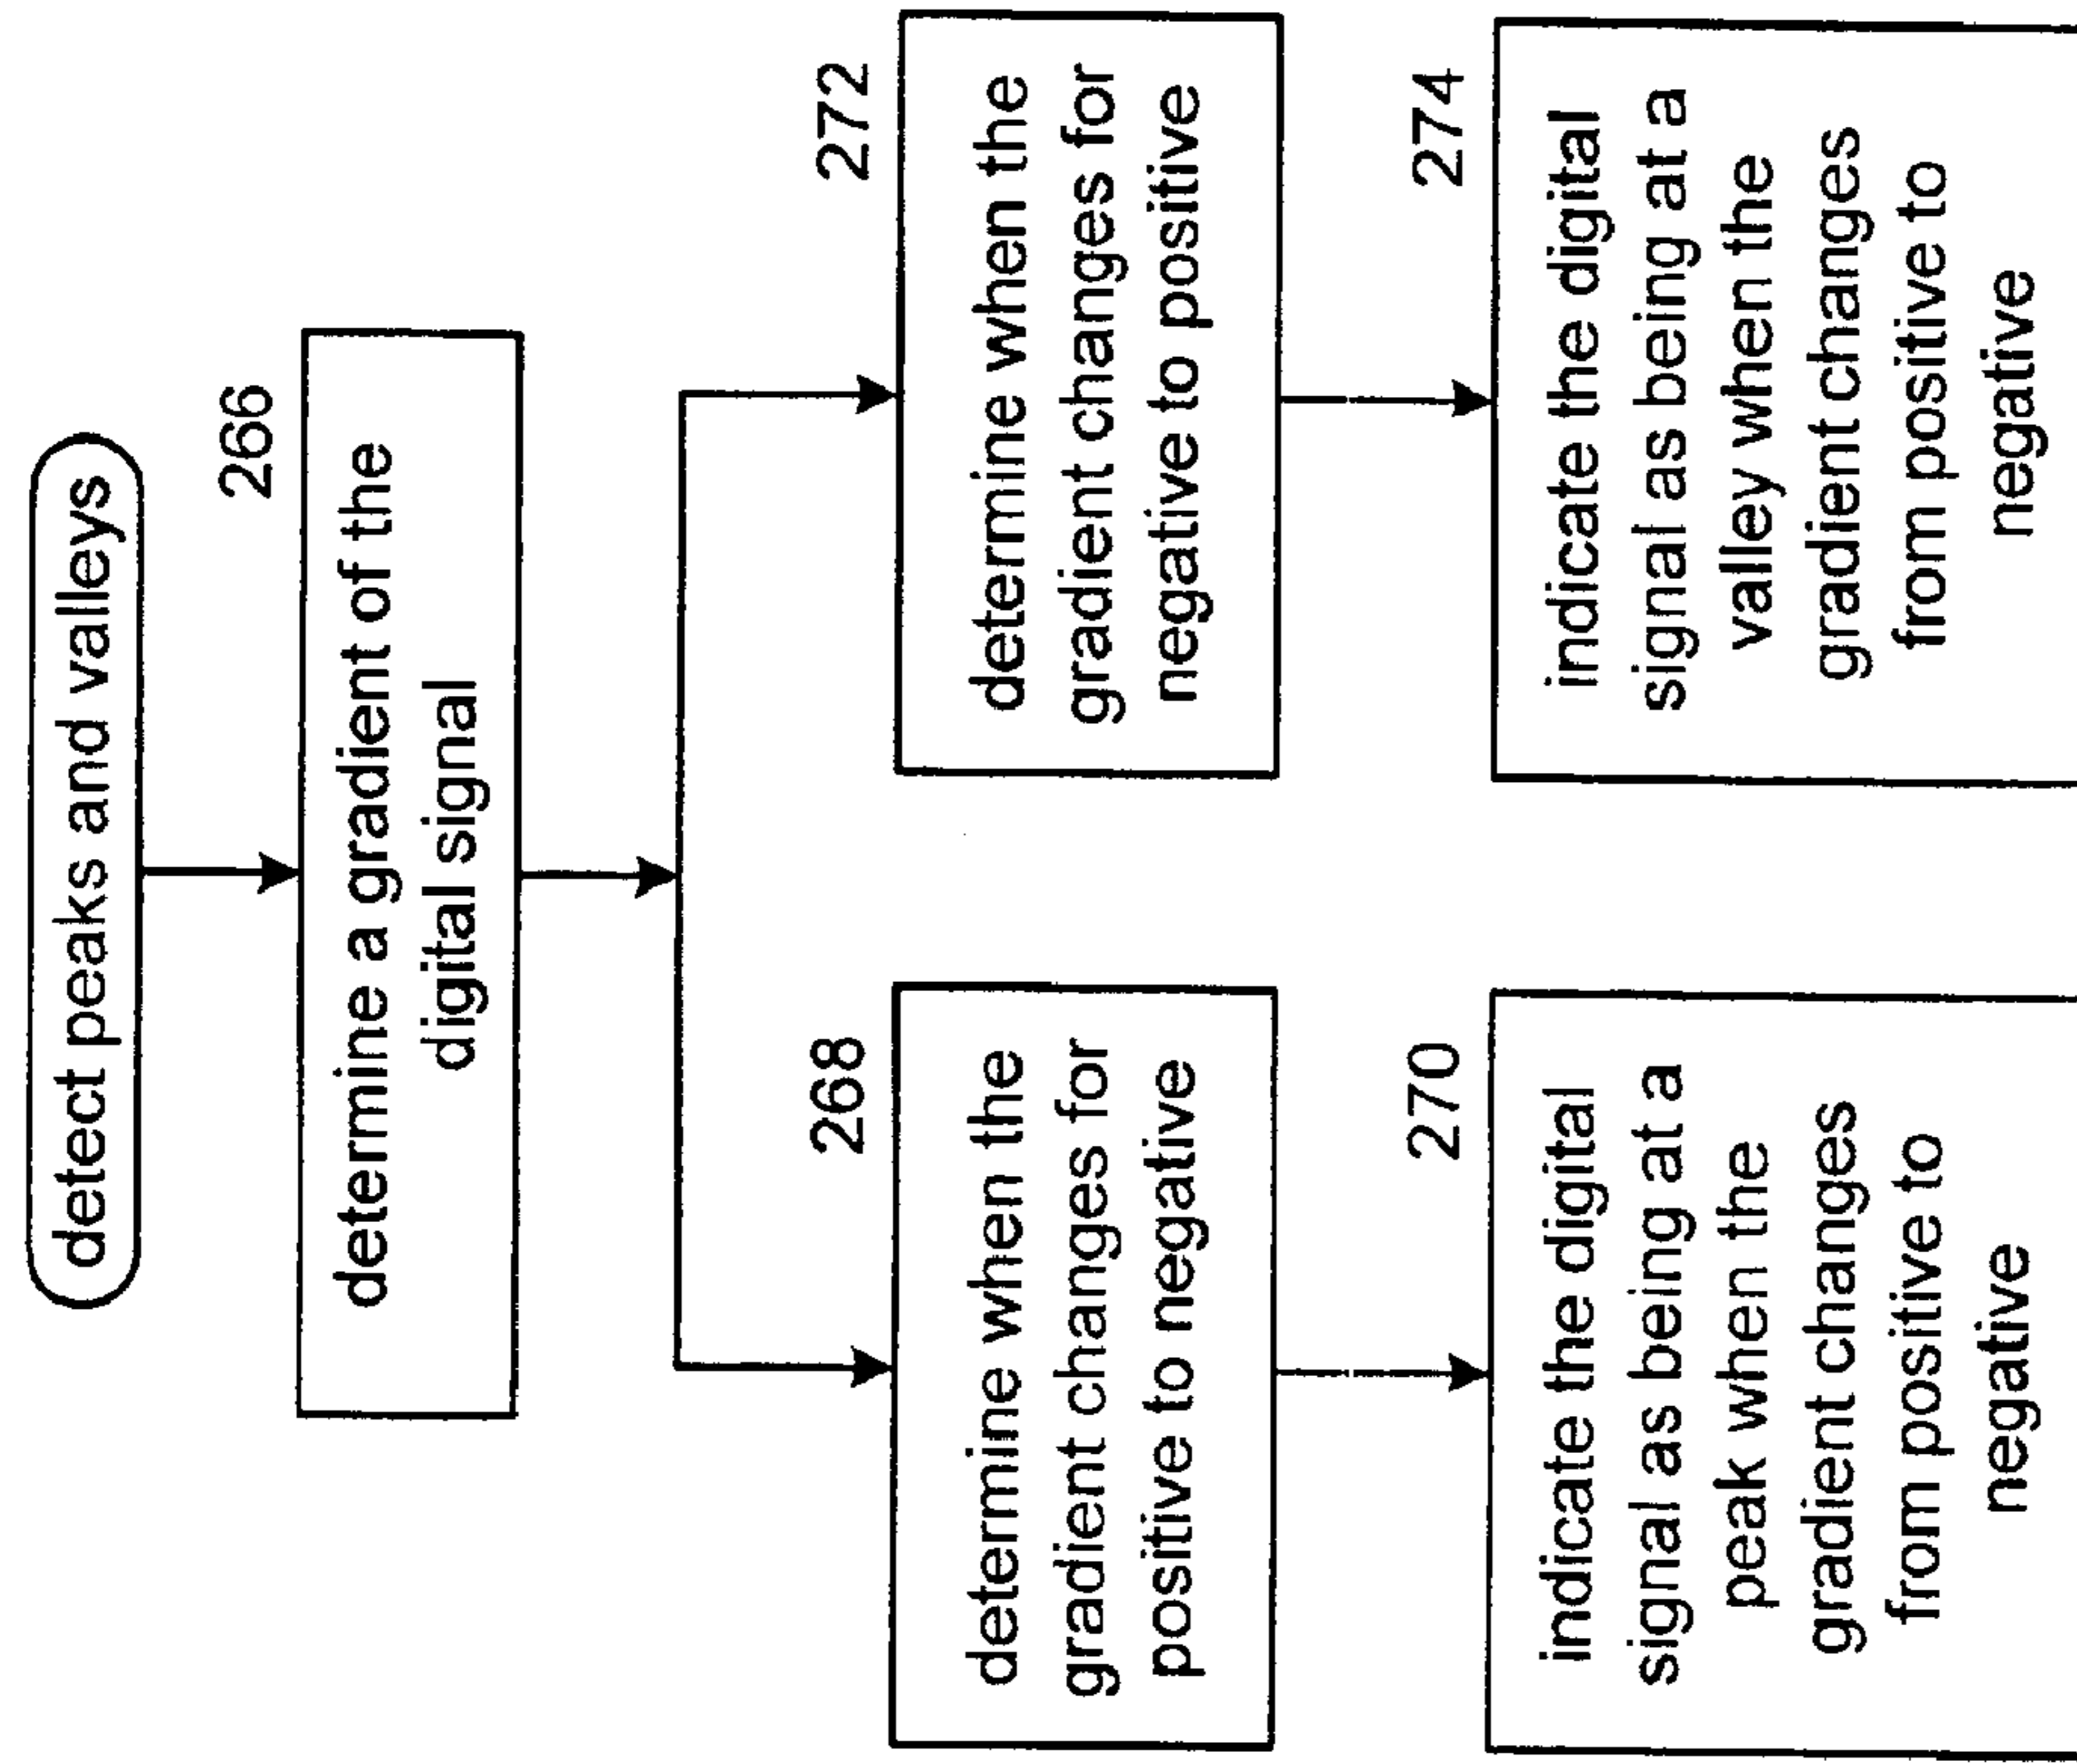 detect peaks and valleys
266
determine a gradient of the
digital signal
268
determine when the
gradient changes for
positive to negative
270
indicate the digital
signal as being at a
peak when the
gradient changes
from positive to
negative
272
determine when the
gradient changes for
negative to positive
274
indicate the digital
signal as being at a
valley when the
gradient changes
from positive to
negative